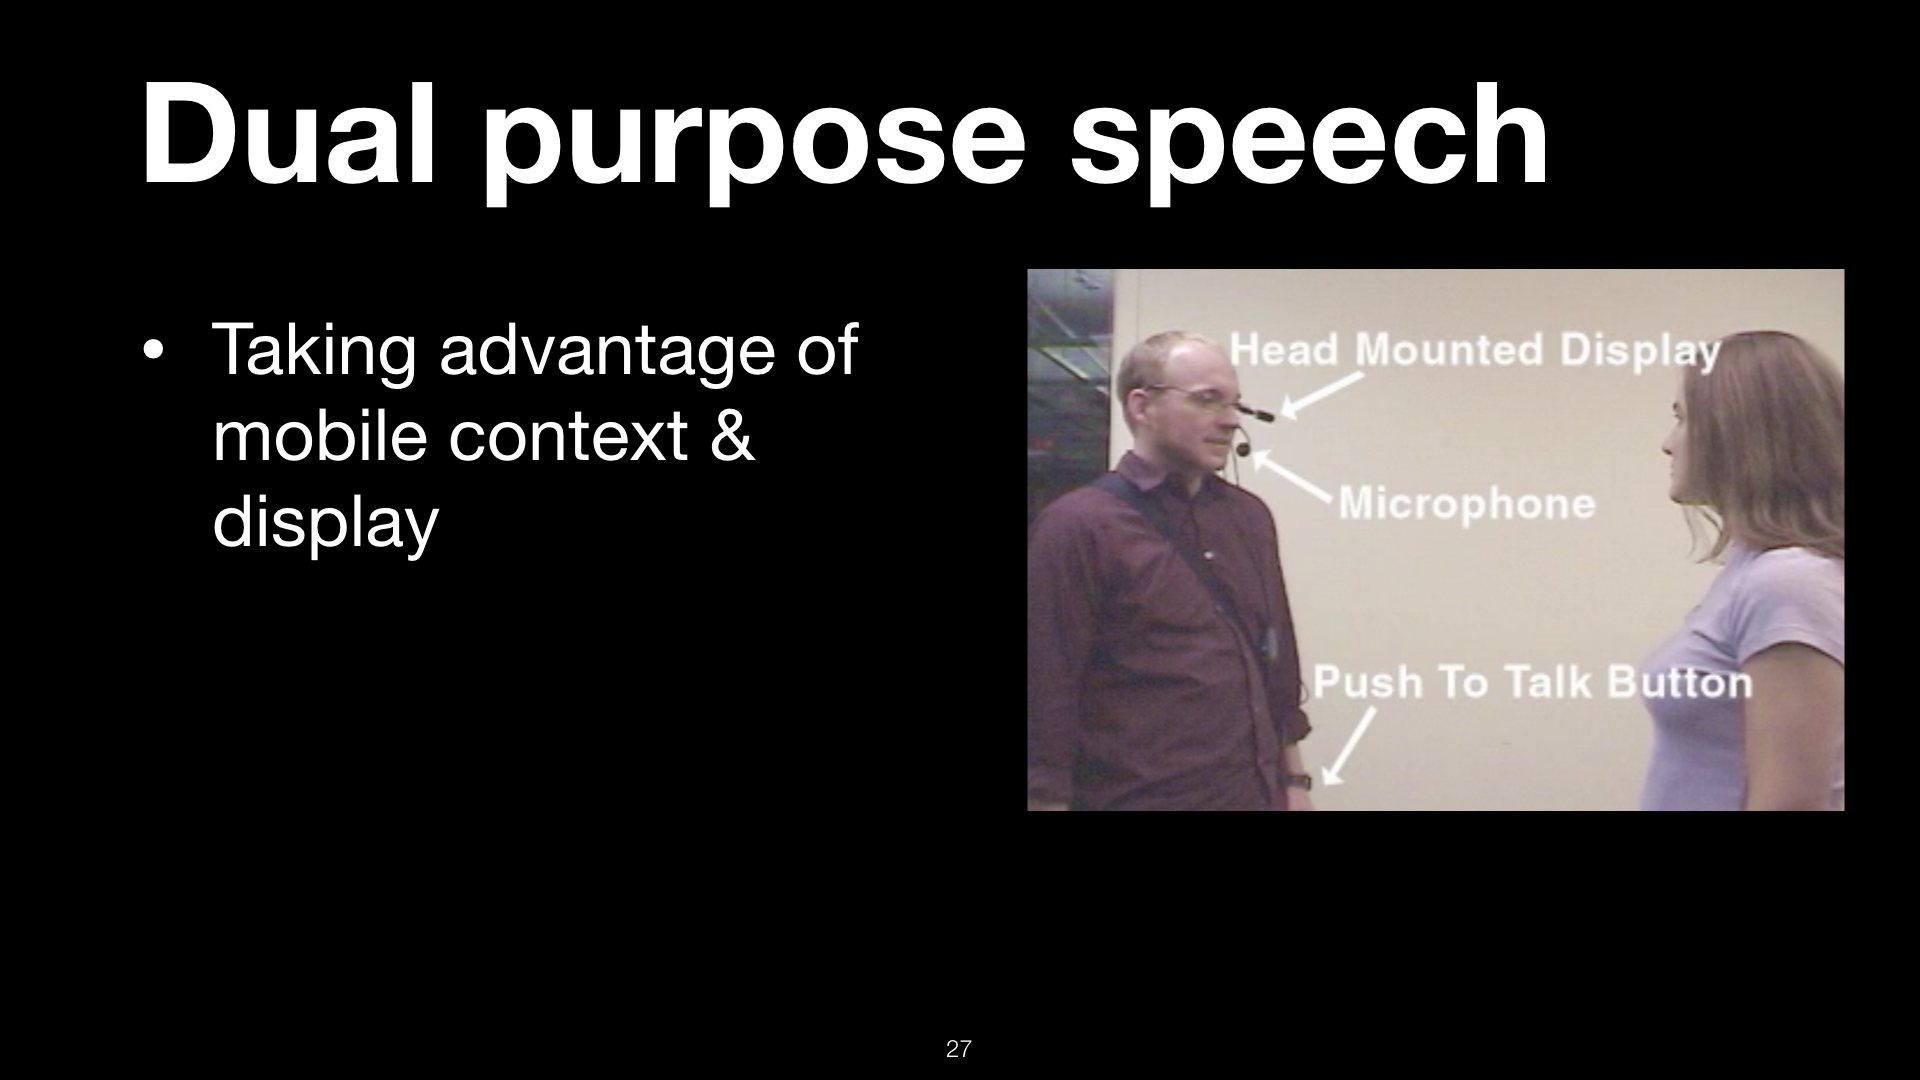 Dual purpose speech
• Taking advantage of
mobile context &
display
Head Mounted Display
Microphone
Push To Talk Button
27